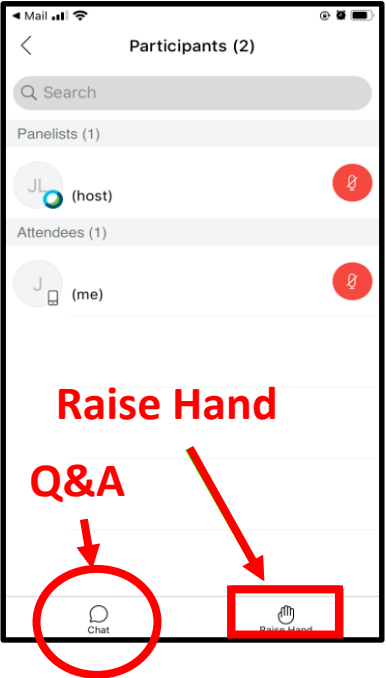 Mail
Participants (2)
Search
Panelists (1)
JL
(host)
Attendees (1)
J
(me)
Raise Hand
Q&A
Chat
Raise Hand